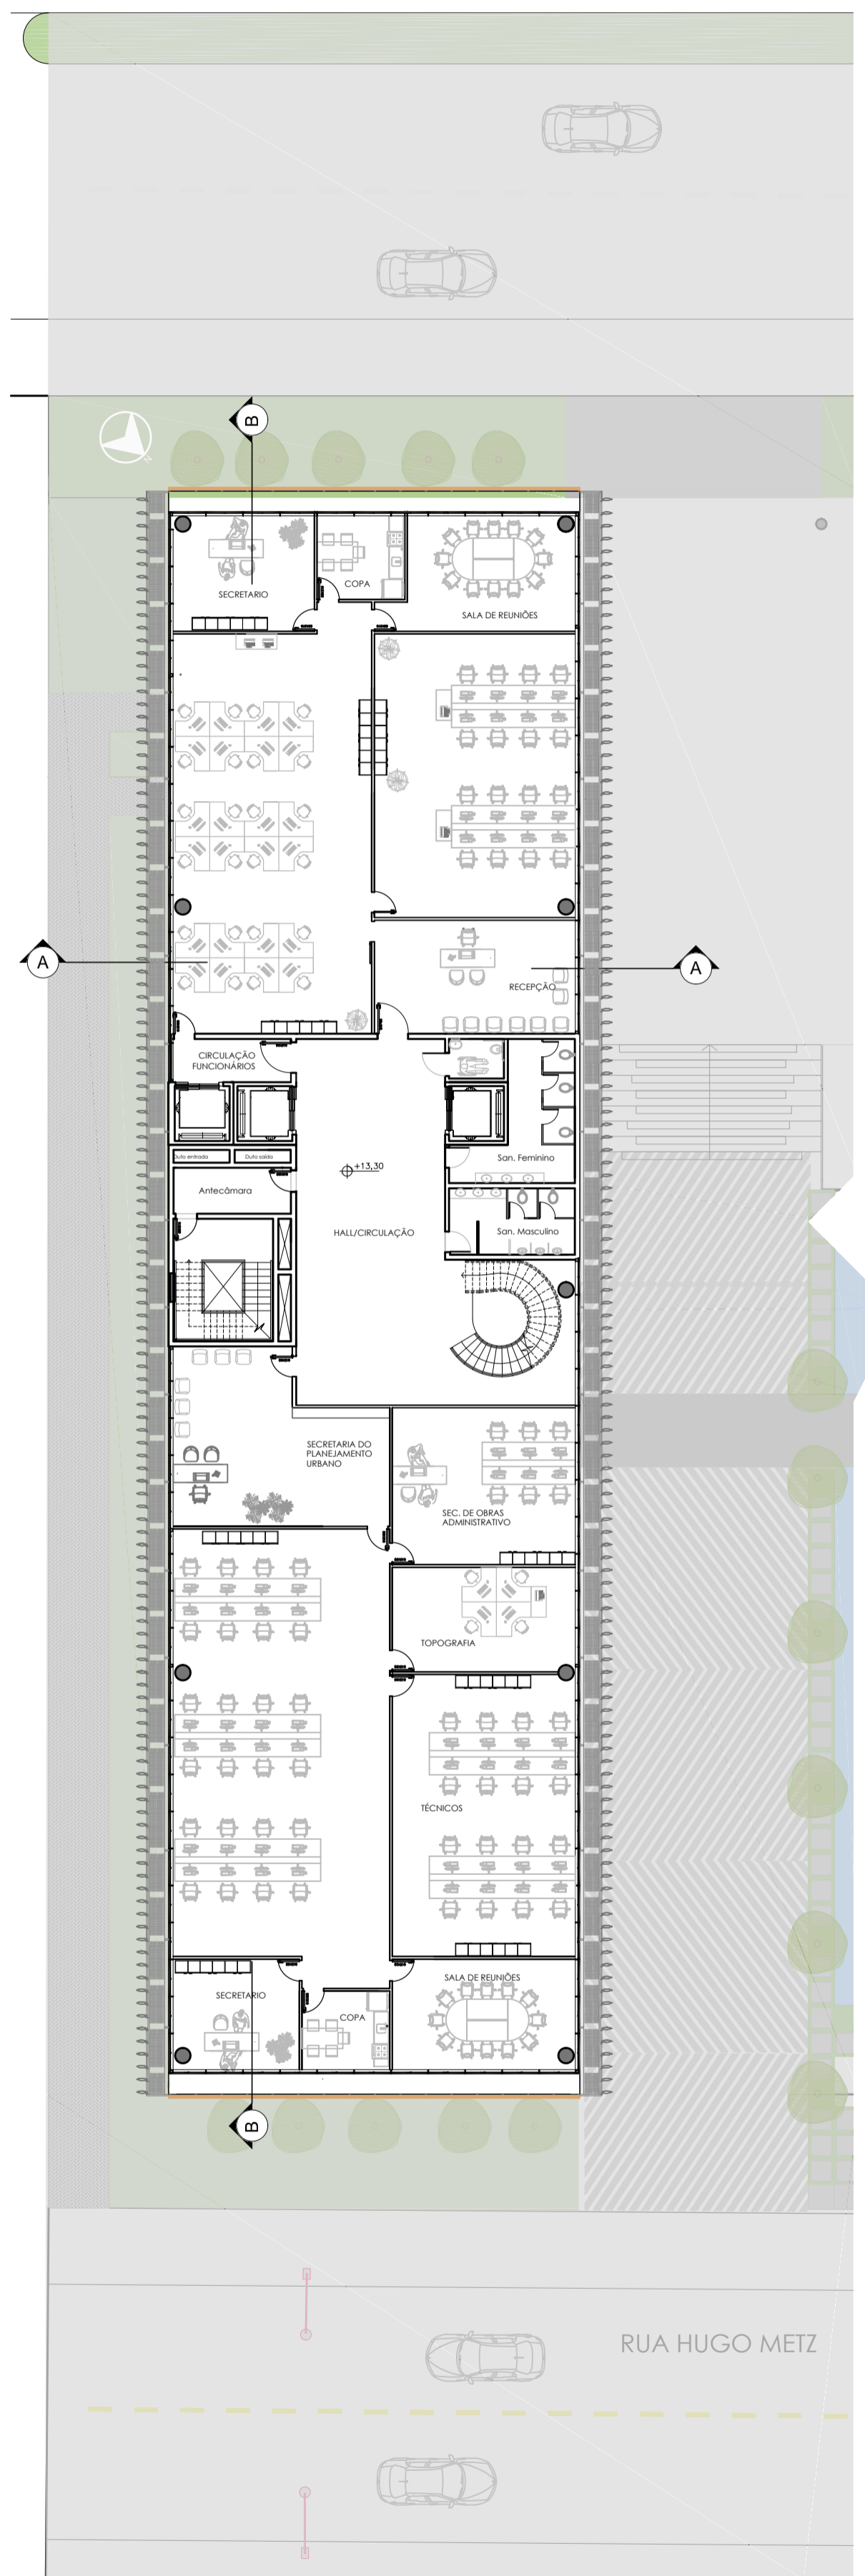 B
SECRETARIO
COPA
SALA DE REUNIÕES
A
A
RECEPÇÃO
CIRCULAÇÃO
FUNCIONÁRIOS
Duto entrada
Duto saída
San. Feminino
+13,30
Antecâmara
HALL/CIRCULAÇÃO
San. Masculino
SECRETARIA DO
PLANEJAMENTO
URBANO
SEC. DE OBRAS
ADMINISTRATIVO
TOPOGRAFIA
TÉCNICOS
SECRETARIO
COPA
SALA DE REUNIÕES
B
RUA HUGO METZ